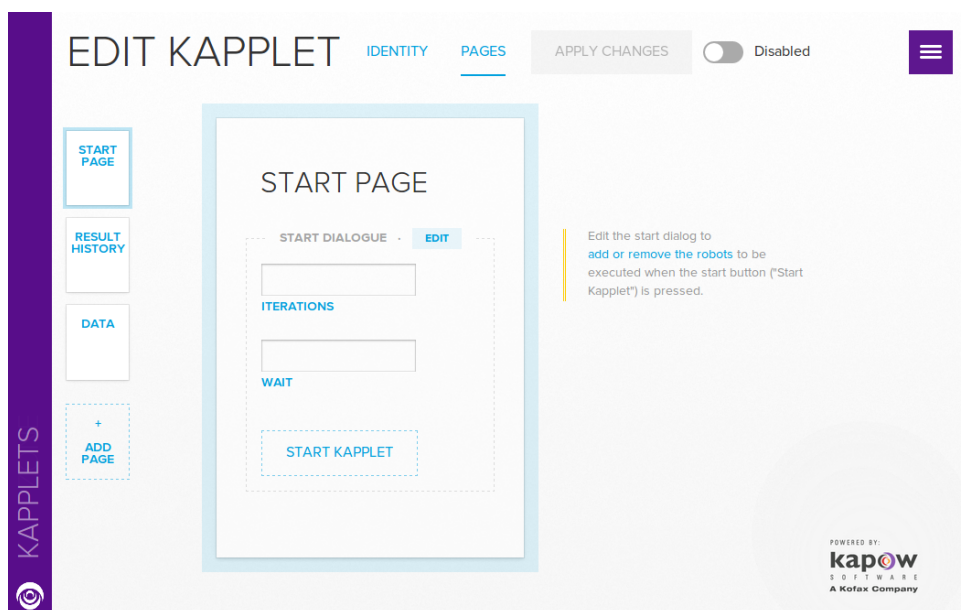 EDIT KAPPLET
IDENTITY
PAGES
APPLY CHANGES
Disabled
START
PAGE
RESULT
HISTORY
DATA
+
ADD
PAGE
KAPPLETS
START PAGE
START DIALOGUE · EDIT
ITERATIONS
WAIT
START KAPPLET
Edit the start dialog to
add or remove the robots to be
executed when the start button ("Start
Kapplet") is pressed.
POWERED BY:
kapow
SOFTWARE
A Kofax Company